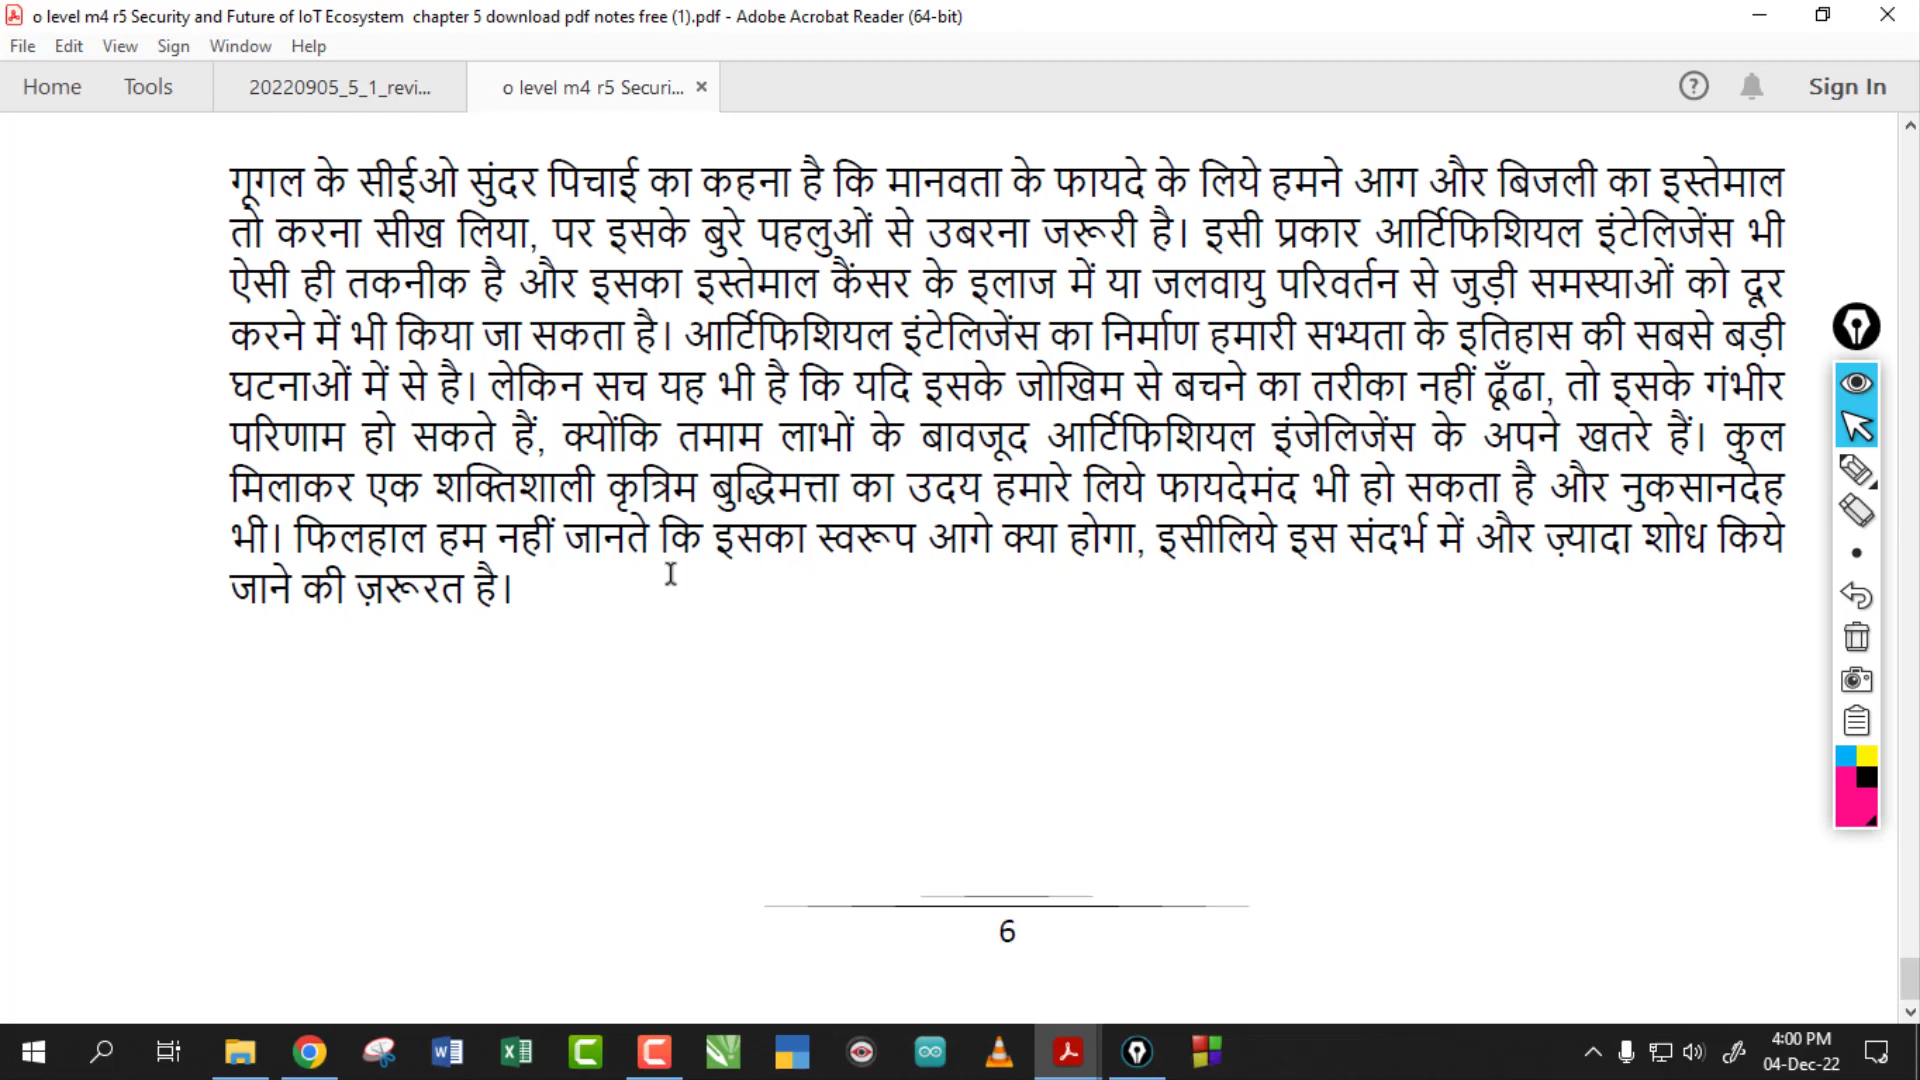 o level m4 r5 Security and Future of IoT Ecosystem  chapter 5 download pdf notes free (1).pdf - Adobe Acrobat Reader (64-bit)
File Edit View Sign Window Help
Home Tools 20220905_5_1_revi... o level m4 r5 Securi... × Sign In
गूगल के सीईओ सुंदर पिचाई का कहना है कि मानवता के फायदे के लिये हमने आग और बिजली का इस्तेमाल
तो करना सीख लिया, पर इसके बुरे पहलुओं से उबरना जरूरी है। इसी प्रकार आर्टिफिशियल इंटेलिजेंस भी
ऐसी ही तकनीक है और इसका इस्तेमाल कैंसर के इलाज में या जलवायु परिवर्तन से जुड़ी समस्याओं को दूर
करने में भी किया जा सकता है। आर्टिफिशियल इंटेलिजेंस का निर्माण हमारी सभ्यता के इतिहास की सबसे बड़ी
घटनाओं में से है। लेकिन सच यह भी है कि यदि इसके जोखिम से बचने का तरीका नहीं ढूँढा, तो इसके गंभीर
परिणाम हो सकते हैं, क्योंकि तमाम लाभों के बावजूद आर्टिफिशियल इंजेलिजेंस के अपने खतरे हैं। कुल
मिलाकर एक शक्तिशाली कृत्रिम बुद्धिमत्ता का उदय हमारे लिये फायदेमंद भी हो सकता है और नुकसानदेह
भी। फिलहाल हम नहीं जानते कि इसका स्वरूप आगे क्या होगा, इसीलिये इस संदर्भ में और ज़्यादा शोध किये
जाने की ज़रूरत है।
6
4:00 PM
04-Dec-22